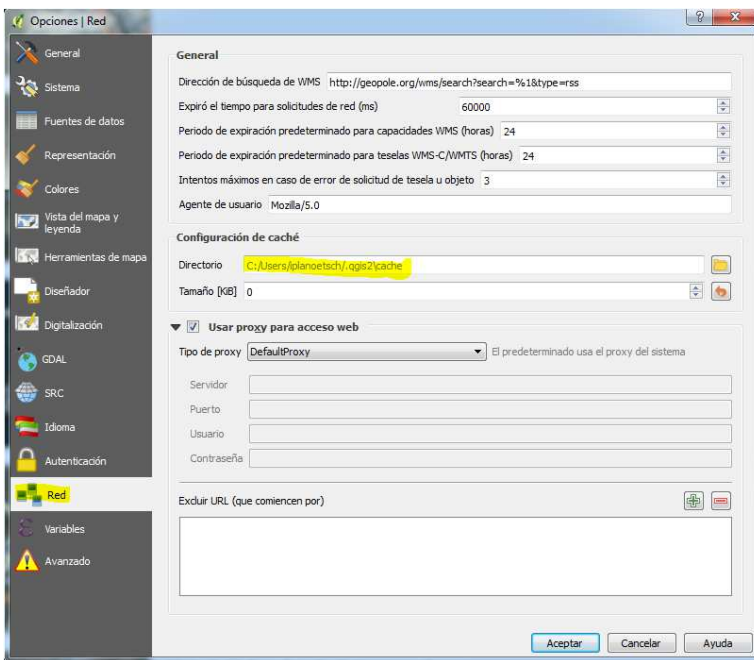 Opciones | Red
General
Sistema
Fuentes de datos
Representación
Colores
Vista del mapa y
leyenda
Herramientas de mapa
Diseñador
Digitalización
GDAL
SRC
Idioma
Autenticación
Red
Variables
Avanzado
General
Dirección de búsqueda de WMS http://geopole.org/wms/search?search=%1&type=rss
Expiró el tiempo para solicitudes de red (ms) 60000
Periodo de expiración predeterminado para capacidades WMS (horas) 24
Periodo de expiración predeterminado para teselas WMS-C/WMTS (horas) 24
Intentos máximos en caso de error de solicitud de tesela u objeto 3
Agente de usuario Mozilla/5.0
Configuración de caché
Directorio C:/Users/iplanoetsch/.qgis2\cache
Tamaño [KiB] 0
Usar proxy para acceso web
Tipo de proxy DefaultProxy El predeterminado usa el proxy del sistema
Servidor
Puerto
Usuario
Contraseña
Excluir URL (que comiencen por)
Aceptar Cancelar Ayuda